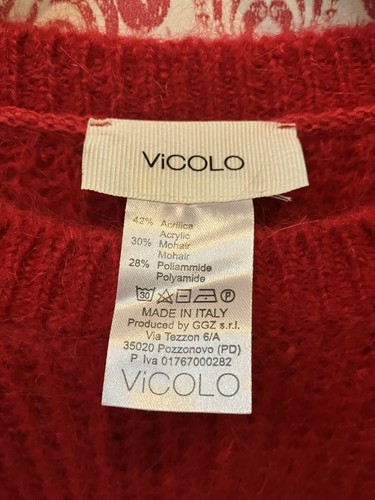 ViCOLO
42% Acrilica
Acrylic
30% Mohair
Mohair
28% Poliammide
Polyamide
30 P
MADE IN ITALY
Produced by GGZ s.r.l.
Via Tezzon 6/A
35020 Pozzonovo (PD)
P. Iva 01767000282
ViCOLO